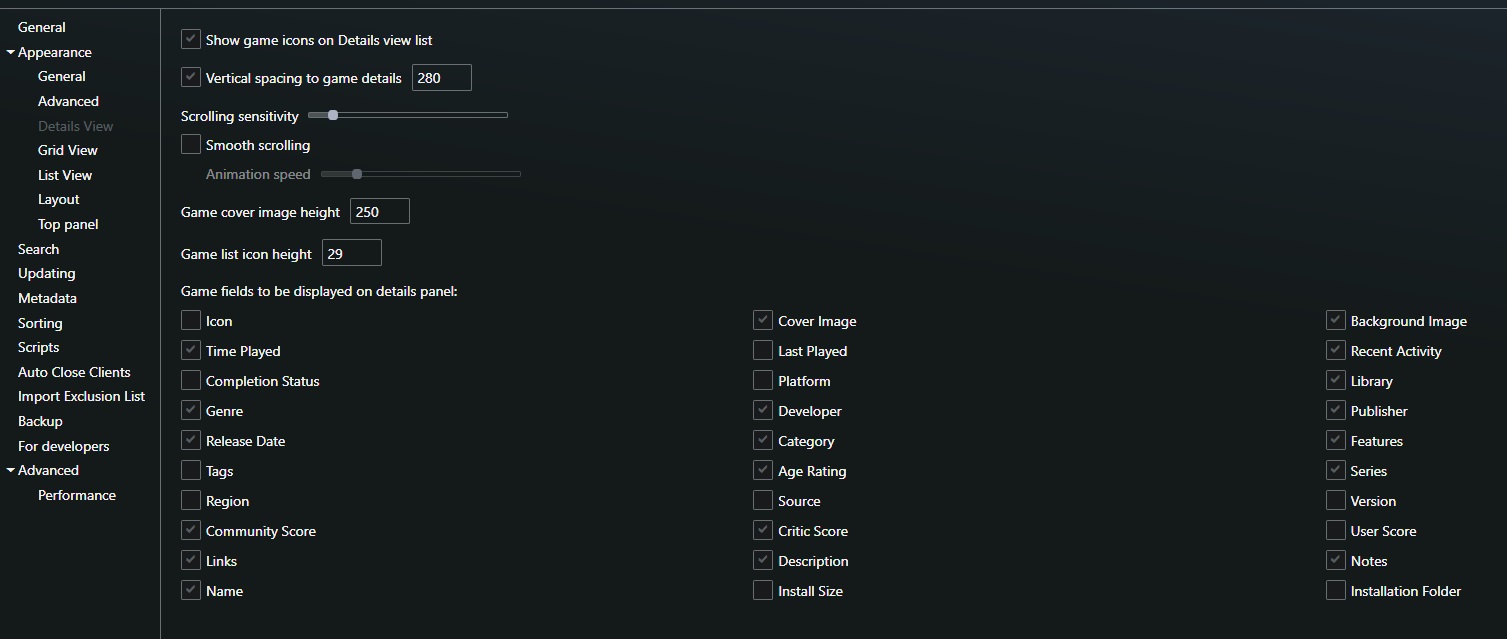 General
Appearance
General
Advanced
Details View
Grid View
List View
Layout
Top panel
Search
Updating
Metadata
Sorting
Scripts
Auto Close Clients
Import Exclusion List
Backup
For developers
Advanced
Performance
Show game icons on Details view list
Vertical spacing to game details 280
Scrolling sensitivity
Smooth scrolling
Animation speed
Game cover image height 250
Game list icon height 29
Game fields to be displayed on details panel:
Icon Cover Image Background Image
Time Played Last Played Recent Activity
Completion Status Platform Library
Genre Developer Publisher
Release Date Category Features
Tags Age Rating Series
Region Source Version
Community Score Critic Score User Score
Links Description Notes
Name Install Size Installation Folder